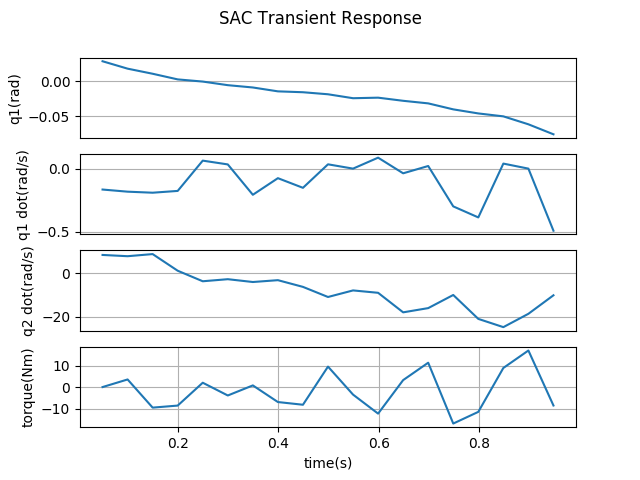 SAC Transient Response
q1(rad)
0.00
−0.05
q1 dot(rad/s)
0.0
−0.5
q2 dot(rad/s)
0
−20
torque(Nm)
10
0
−10
0.2 0.4 0.6 0.8
time(s)